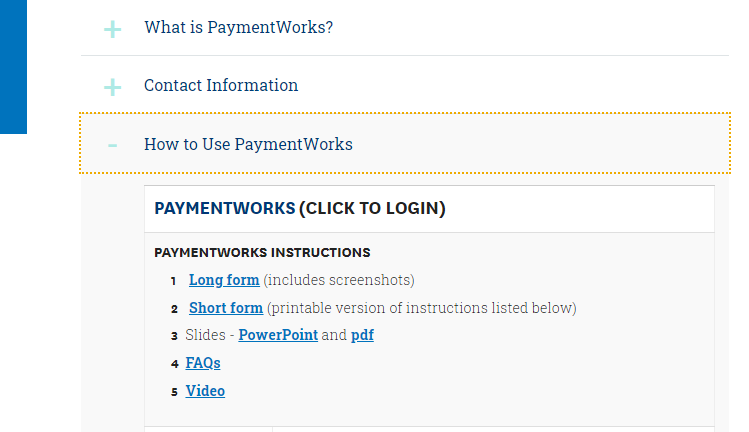 + What is PaymentWorks?
+ Contact Information
- How to Use PaymentWorks
PAYMENTWORKS (CLICK TO LOGIN)
PAYMENTWORKS INSTRUCTIONS
1 Long form (includes screenshots)
2 Short form (printable version of instructions listed below)
3 Slides - PowerPoint and pdf
4 FAQs
5 Video